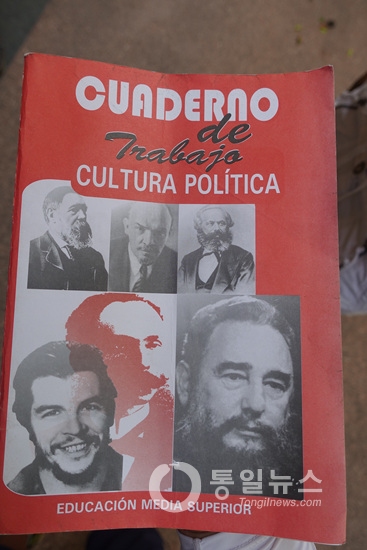 CUADERNO
de
Trabajo
CULTURA POLÍTICA
통일뉴스
Tongilnews.com
EDUCACIÓN MEDIA SUPERIOR